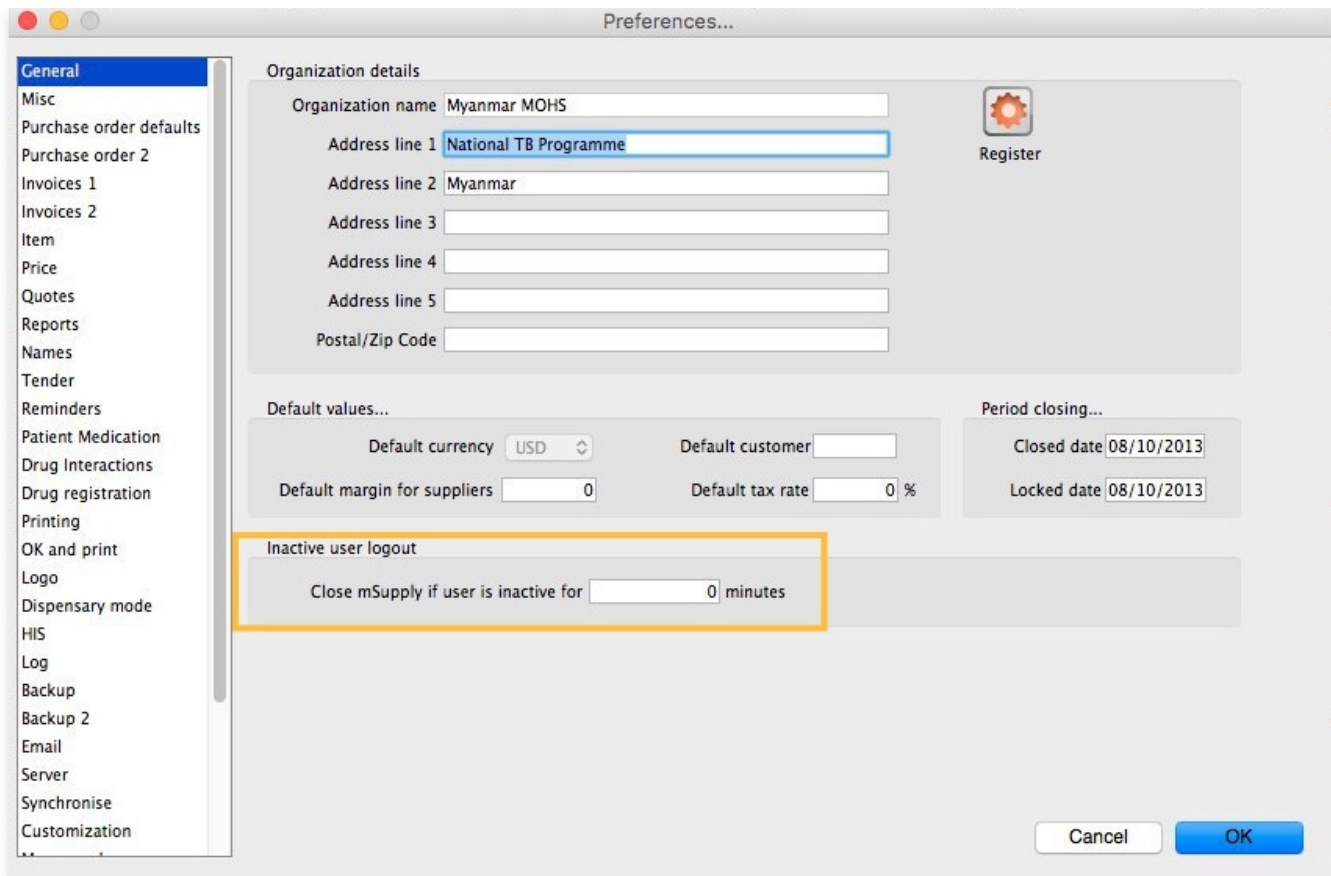 Preferences...
General
Misc
Purchase order defaults
Purchase order 2
Invoices 1
Invoices 2
Item
Price
Quotes
Reports
Names
Tender
Reminders
Patient Medication
Drug Interactions
Drug registration
Printing
OK and print
Logo
Dispensary mode
HIS
Log
Backup
Backup 2
Email
Server
Synchronise
Customization
Organization details
Organization name Myanmar MOHS
Address line 1 National TB Programme
Address line 2 Myanmar
Address line 3
Address line 4
Address line 5
Postal/Zip Code
Register
Default values...
Default currency USD Default customer
Default margin for suppliers 0 Default tax rate 0 %
Period closing...
Closed date 08/10/2013
Locked date 08/10/2013
Inactive user logout
Close mSupply if user is inactive for 0 minutes
Cancel OK